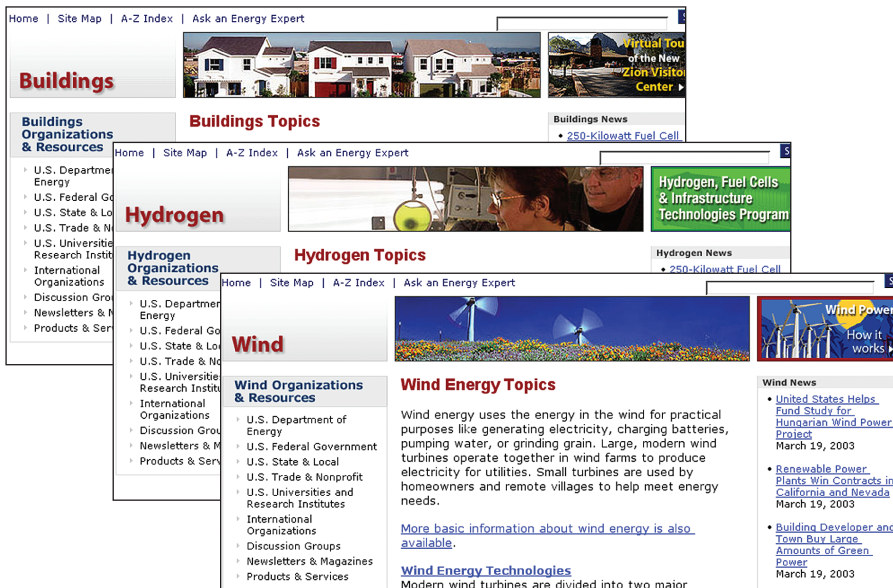 Home | Site Map | A-Z Index | Ask an Energy Expert
Buildings
Virtual Tou
of the New
Zion Visito
Center
Buildings
Organizations
& Resources
U.S. Departme
Energy
U.S. Federal Go
U.S. State & Lo
U.S. Trade & N
U.S. Universitie
Research Instit
International
Organizations
Discussion Grou
Newsletters & N
Products & Serv
Buildings Topics
Buildings News
250-Kilowatt Fuel Cell
Home | Site Map | A-Z Index | Ask an Energy Expert
S
Hydrogen
Hydrogen, Fuel Cells
& Infrastructure
Technologies Program
Hydrogen
Organizations
& Resources
U.S. Departmen
Energy
U.S. Federal Go
U.S. State & Loc
U.S. Trade & No
U.S. Universities
Research Institu
International
Organizations
Discussion Grou
Newsletters & M
Products & Serv
Hydrogen Topics
Hydrogen News
250-Kilowatt Fuel Cell
Home | Site Map | A-Z Index | Ask an Energy Expert
S
Wind
Wind Power
How it
works
Wind Organizations
& Resources
U.S. Department of
Energy
U.S. Federal Government
U.S. State & Local
U.S. Trade & Nonprofit
U.S. Universities and
Research Institutes
International
Organizations
Discussion Groups
Newsletters & Magazines
Products & Services
Wind Energy Topics
Wind energy uses the energy in the wind for practical
purposes like generating electricity, charging batteries,
pumping water, or grinding grain. Large, modern wind
turbines operate together in wind farms to produce
electricity for utilities. Small turbines are used by
homeowners and remote villages to help meet energy
needs.
More basic information about wind energy is also
available.
Wind Energy Technologies
Modern wind turbines are divided into two major
Wind News
United States Helps
Fund Study for
Hungarian Wind Power
Project
March 19, 2003
Renewable Power
Plants Win Contracts in
California and Nevada
March 19, 2003
Building Developer and
Town Buy Large
Amounts of Green
Power
March 19, 2003